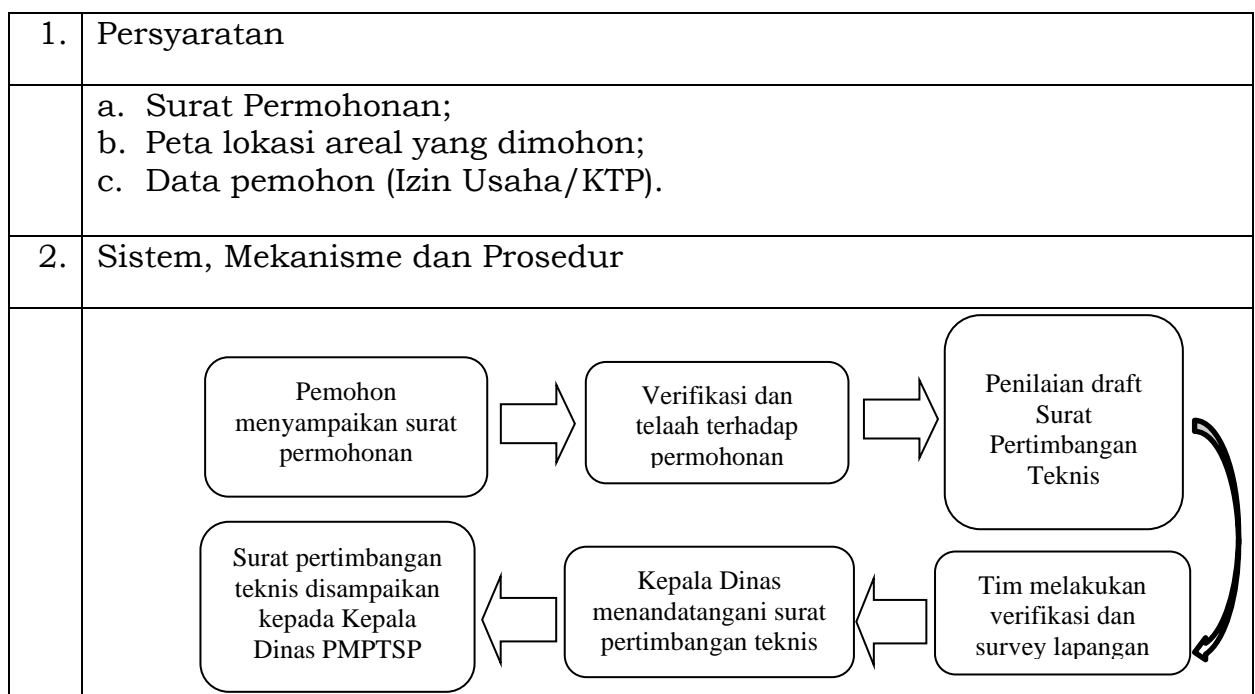 1. Persyaratan
a. Surat Permohonan;
b. Peta lokasi areal yang dimohon;
c. Data pemohon (Izin Usaha/KTP).
2. Sistem, Mekanisme dan Prosedur
Pemohon
menyampaikan surat
permohonan
Verifikasi dan
telaah terhadap
permohonan
Penilaian draft
Surat
Pertimbangan
Teknis
Tim melakukan
verifikasi dan
survey lapangan
Kepala Dinas
menandatangani surat
pertimbangan teknis
Surat pertimbangan
teknis disampaikan
kepada Kepala
Dinas PMPTSP